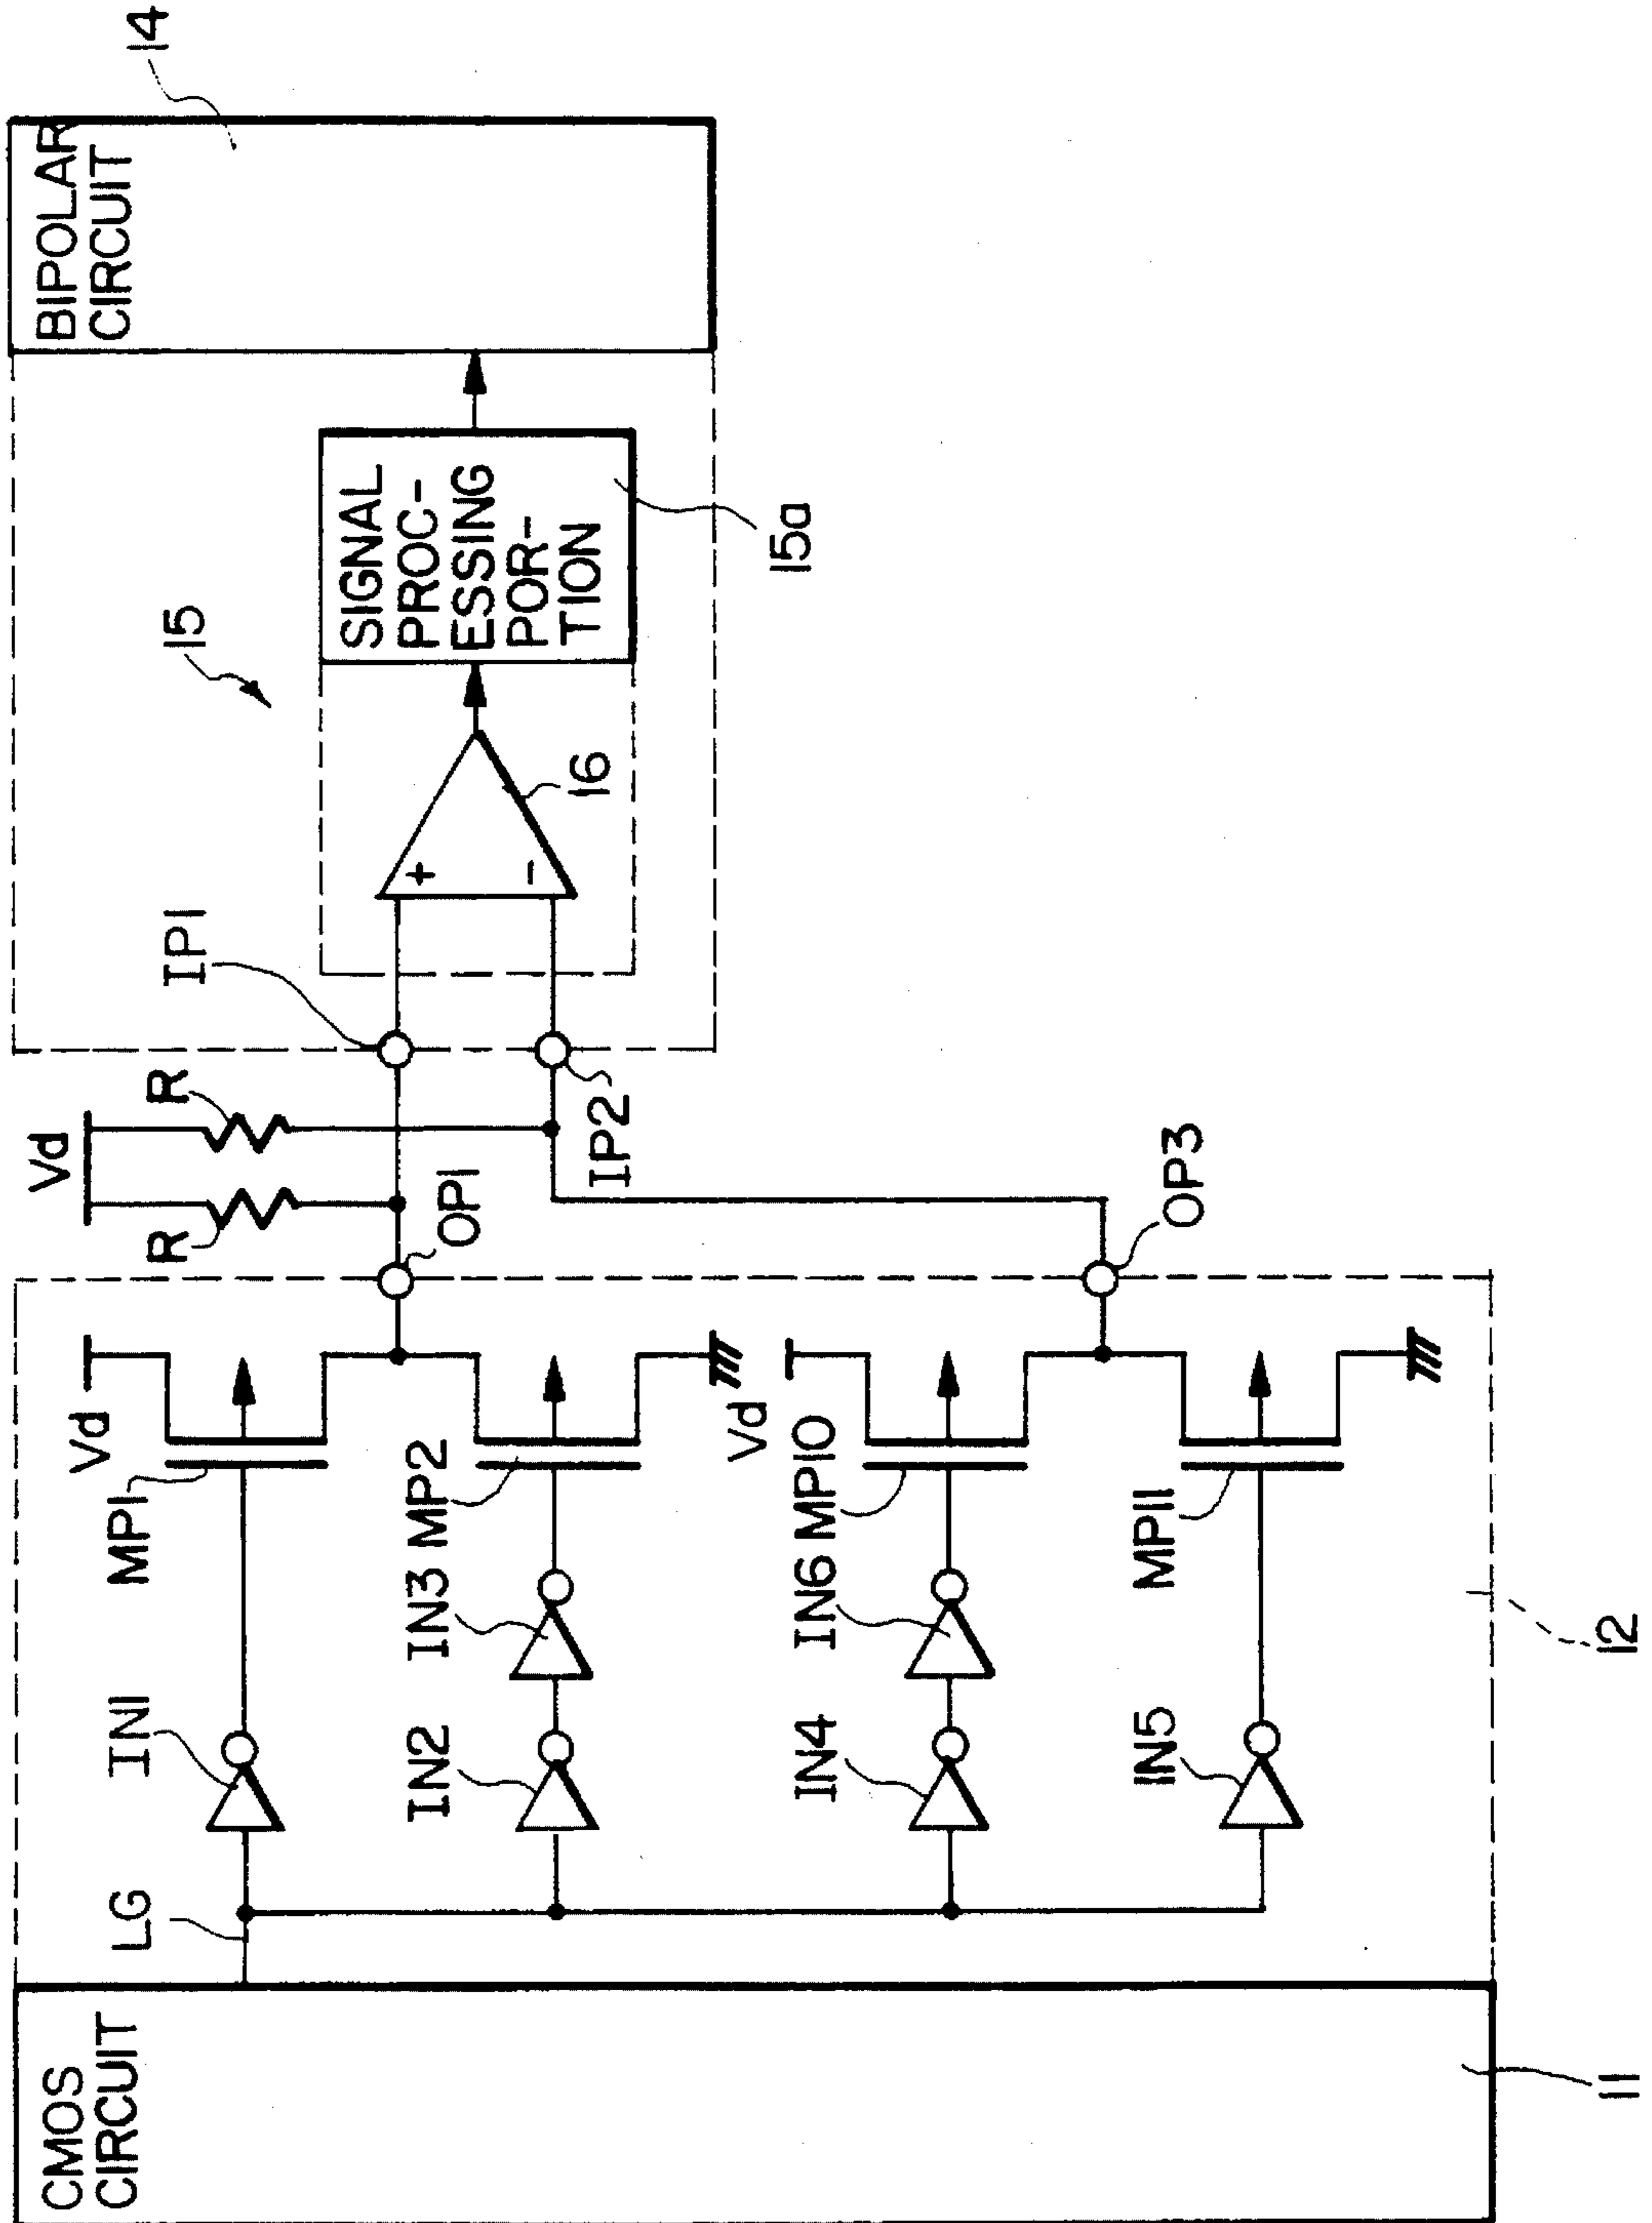 CMOS
CIRCUIT
11
LG
IN1
IN2
IN3
IN4
IN5
IN6
MP1
MP2
MP10
MP11
Vd
Vd
12
OP1
OP3
R
R
Vd
IP1
IP2
15
16
SIGNAL
PROC-
ESSING
POR-
TION
15a
BIPOLAR
CIRCUIT
14